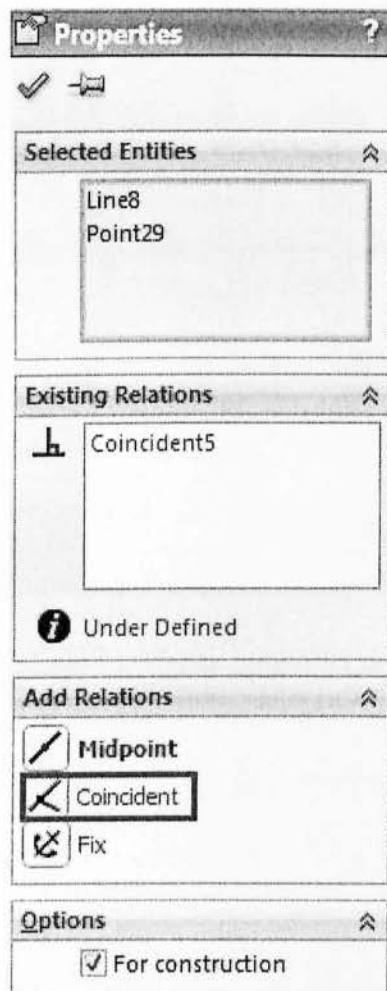 Properties ?
Selected Entities
Line8
Point29
Existing Relations
Coincident5
Under Defined
Add Relations
Midpoint
Coincident
Fix
Options
For construction